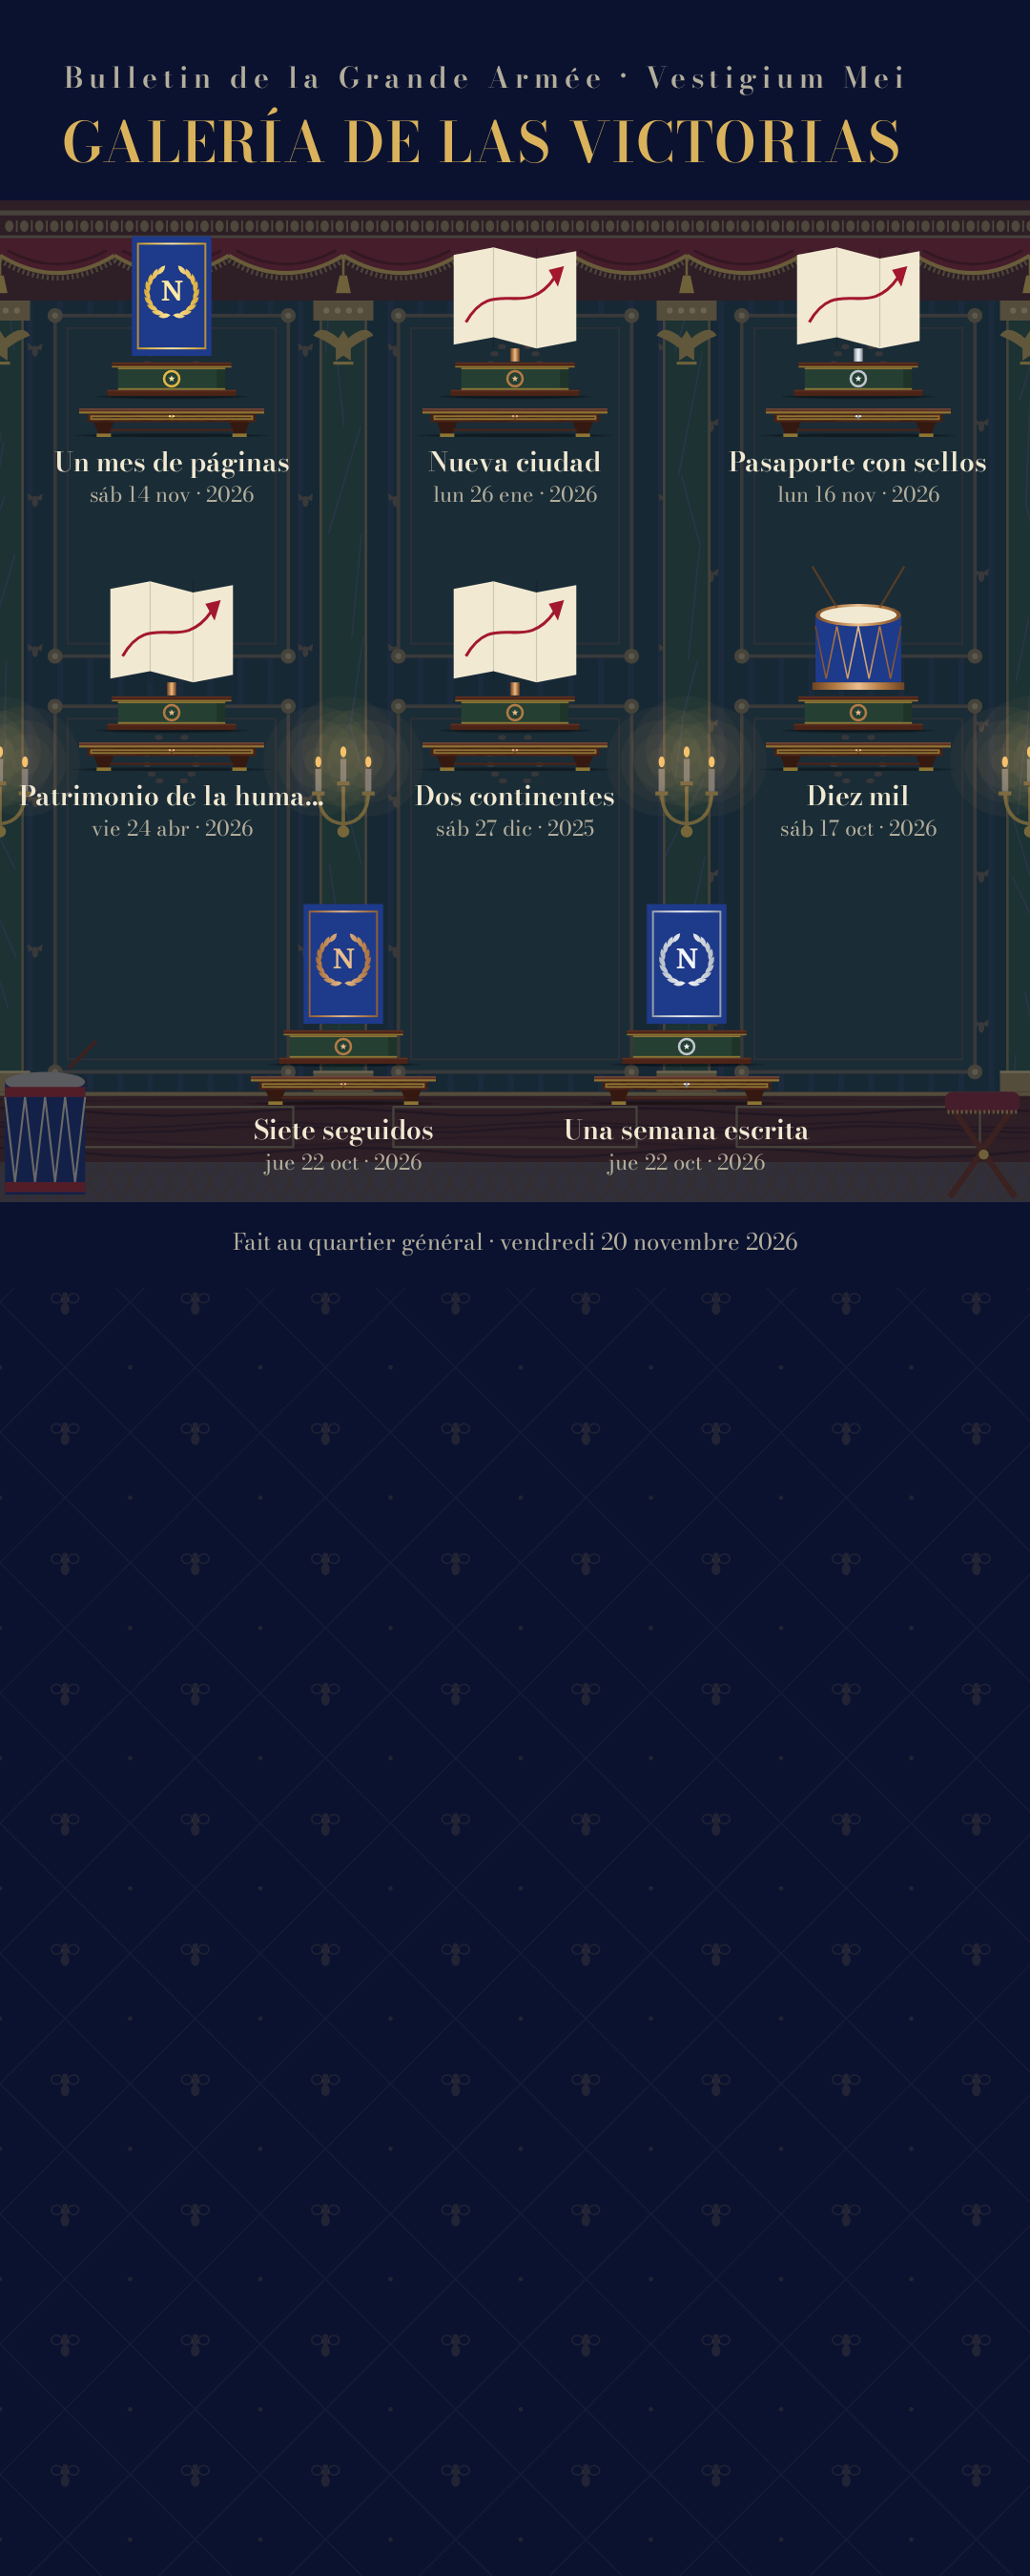 Bulletin de la Grande Armée · Vestigium Mei
GALERÍA DE LAS VICTORIAS
N
Un mes de páginas
sáb 14 nov · 2026
Nueva ciudad
lun 26 ene · 2026
Pasaporte con sellos
lun 16 nov · 2026
Patrimonio de la huma...
vie 24 abr · 2026
Dos continentes
sáb 27 dic · 2025
Diez mil
sáb 17 oct · 2026
N
Siete seguidos
jue 22 oct · 2026
N
Una semana escrita
jue 22 oct · 2026
Fait au quartier général · vendredi 20 novembre 2026